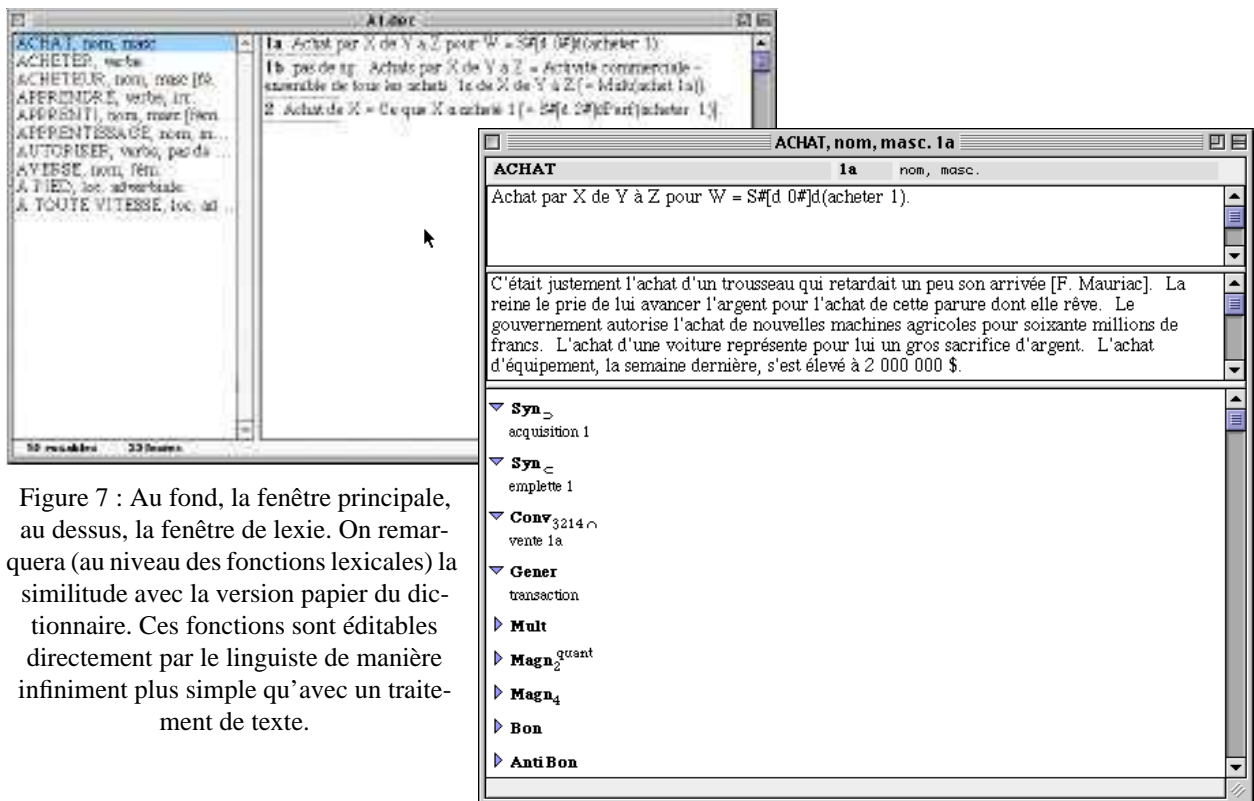 A1.doc
ACHAT, nom, masc
ACHETER, verbe
ACHETEUR, nom, masc [fé.
APPRENDRE, verbe, irr.
APPRENTI, nom, masc [fém
APPRENTISSAGE, nom, m...
AUTORISER, verbe, pas de ...
AVERSE, nom, fém.
A PIED, loc. adverbiale
A TOUTE VITESSE, loc. ad ...
1a Achat par X de Y à Z pour W = S#[d 0#]d(acheter 1)
1b pas de sg Achats par X de Y à Z = Activité commerciale -
ensemble de tous les achats 1a de X de Y à Z [= Mult(achat 1a)]
2 Achat de X = Ce que X a acheté 1 [= S#[d 2#]dPerf(acheter 1)].
ACHAT, nom, masc. 1a
ACHAT 1a nom, masc.
Achat par X de Y à Z pour W = S#[d 0#]d(acheter 1).
C'était justement l'achat d'un trousseau qui retardait un peu son arrivée [F. Mauriac]. La
reine le prie de lui avancer l'argent pour l'achat de cette parure dont elle rêve. Le
gouvernement autorise l'achat de nouvelles machines agricoles pour soixante millions de
francs. L'achat d'une voiture représente pour lui un gros sacrifice d'argent. L'achat
d'équipement, la semaine dernière, s'est élevé à 2 000 000 $.
Syn⊃
acquisition 1
Syn⊂
emplette 1
Conv3214∩
vente 1a
Gener
transaction
Mult
Magn2quant
Magn4
Bon
AntiBon
Figure 7 : Au fond, la fenêtre principale,
au dessus, la fenêtre de lexie. On remar-
quera (au niveau des fonctions lexicales) la
similitude avec la version papier du dic-
tionnaire. Ces fonctions sont éditables
directement par le linguiste de manière
infiniment plus simple qu'avec un traite-
ment de texte.